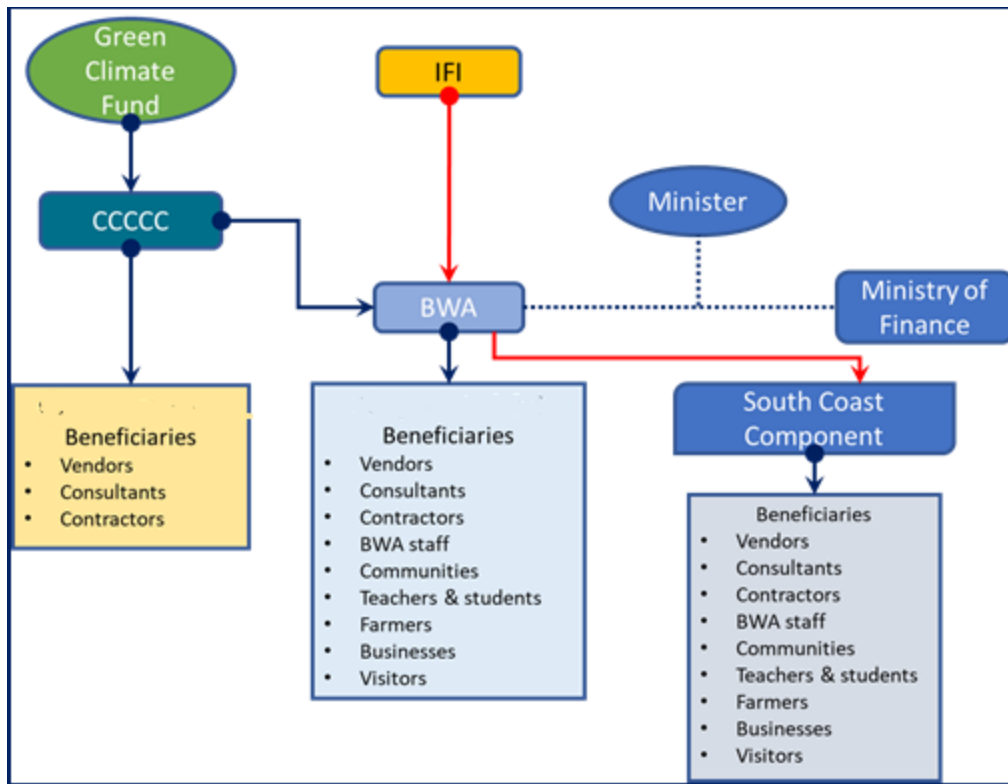 Green
Climate
Fund
IFI
CCCCC
Minister
BWA
Ministry of
Finance
South Coast
Component
Beneficiaries
• Vendors
• Consultants
• Contractors
Beneficiaries
• Vendors
• Consultants
• Contractors
• BWA staff
• Communities
• Teachers & students
• Farmers
• Businesses
• Visitors
Beneficiaries
• Vendors
• Consultants
• Contractors
• BWA staff
• Communities
• Teachers & students
• Farmers
• Businesses
• Visitors